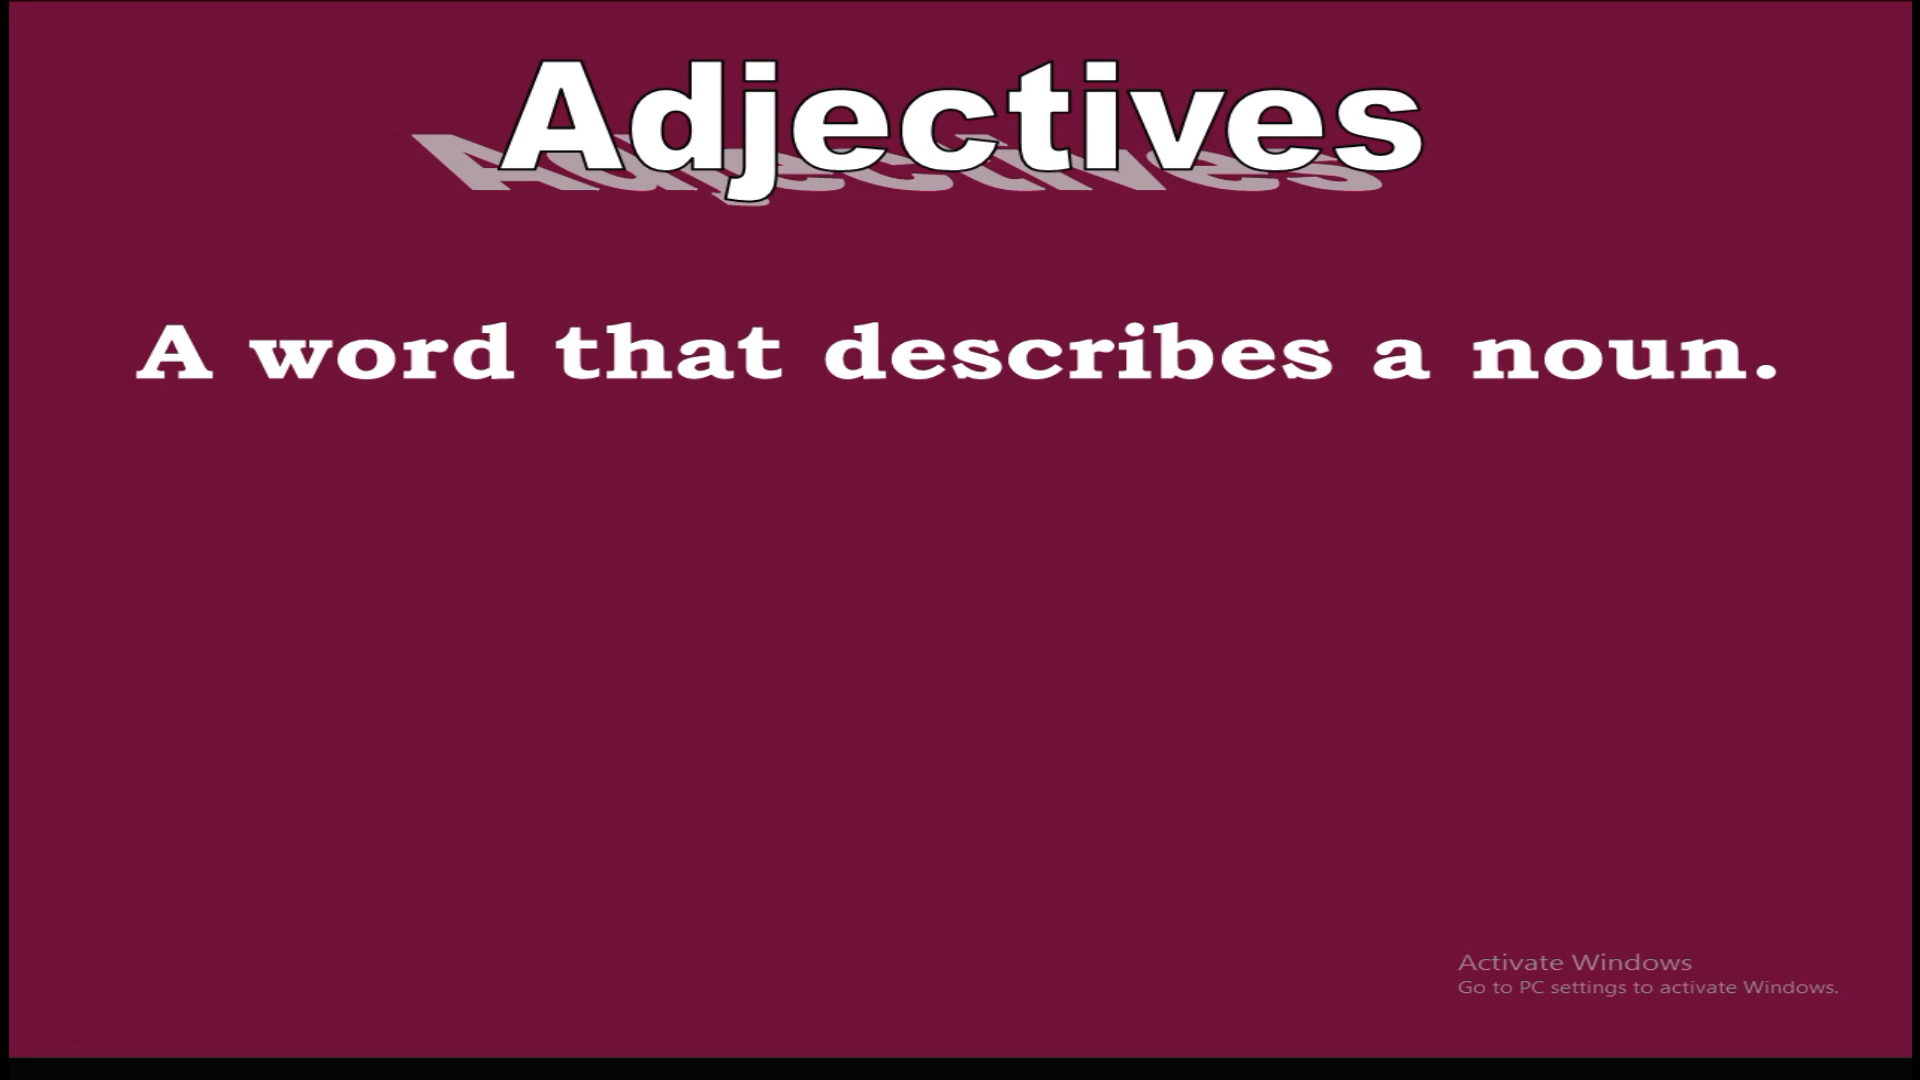 Adjectives
A word that describes a noun.
Activate Windows
Go to PC settings to activate Windows.